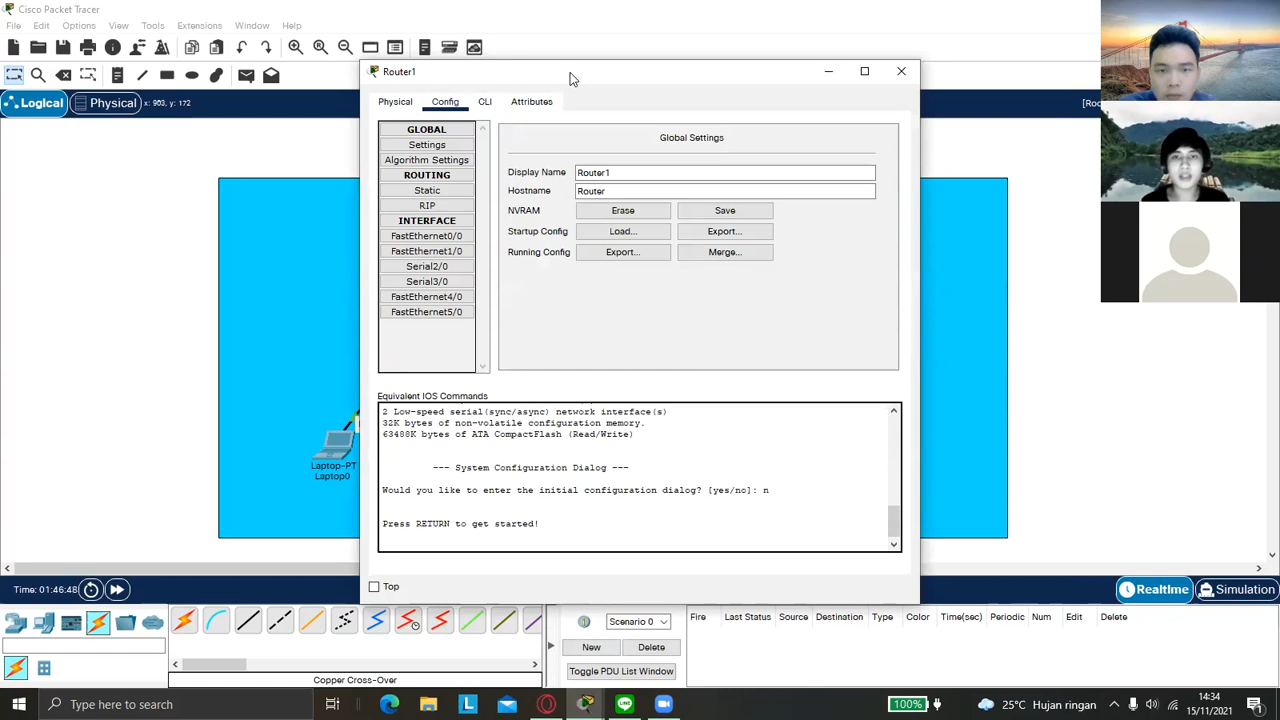 Cisco Packet Tracer
File Edit Options View Tools Extensions Window Help
Logical Physical x: 903, y: 172
Router1
Physical Config CLI Attributes
GLOBAL
Settings
Algorithm Settings
ROUTING
Static
RIP
INTERFACE
FastEthernet0/0
FastEthernet1/0
Serial2/0
Serial3/0
FastEthernet4/0
FastEthernet5/0
Global Settings
Display Name Router1
Hostname Router
NVRAM Erase Save
Startup Config Load... Export...
Running Config Export... Merge...
Equivalent IOS Commands
2 Low-speed serial(sync/async) network interface(s)
32K bytes of non-volatile configuration memory.
63488K bytes of ATA CompactFlash (Read/Write)
--- System Configuration Dialog ---
Would you like to enter the initial configuration dialog? [yes/no]: n
Press RETURN to get started!
Top
[Roo
Laptop-PT
Laptop0
Time: 01:46:48
Realtime Simulation
Scenario 0
New Delete
Toggle PDU List Window
Fire Last Status Source Destination Type Color Time(sec) Periodic Num Edit Delete
Copper Cross-Over
Type here to search
100%
25°C Hujan ringan
14:34
15/11/2021